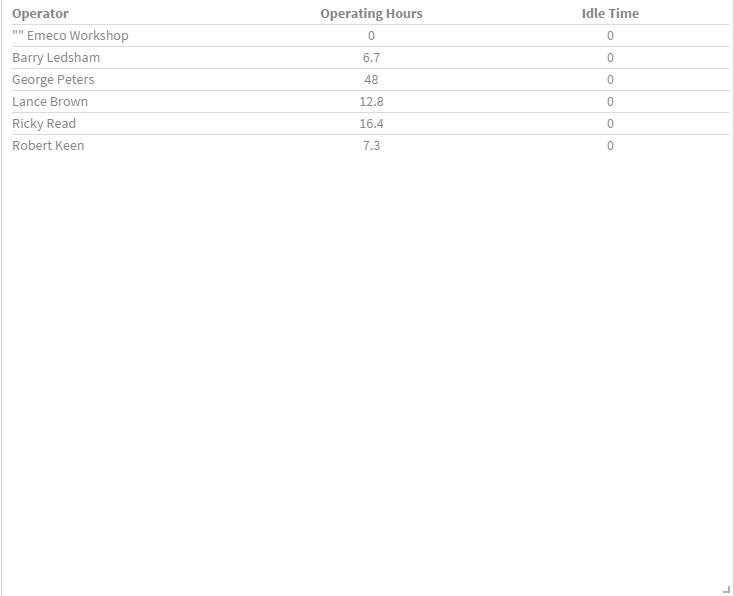 Operator Operating Hours Idle Time
"" Emeco Workshop 0 0
Barry Ledsham 6.7 0
George Peters 48 0
Lance Brown 12.8 0
Ricky Read 16.4 0
Robert Keen 7.3 0